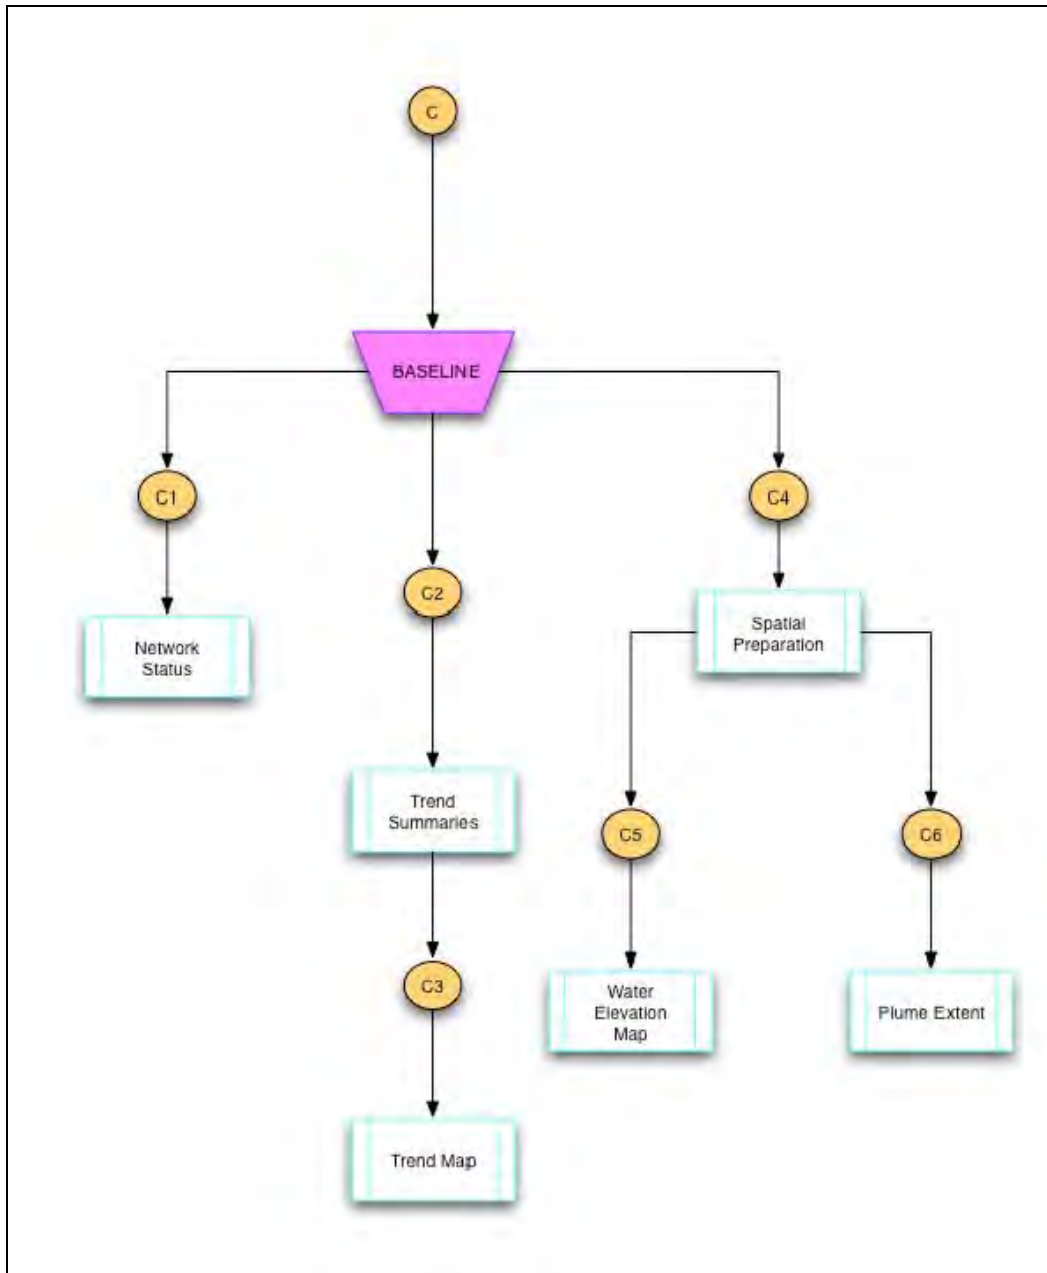 C
BASELINE
C1
C4
C2
Network
Status
Spatial
Preparation
Trend
Summaries
C5
C6
C3
Water
Elevation
Map
Plume Extent
Trend Map